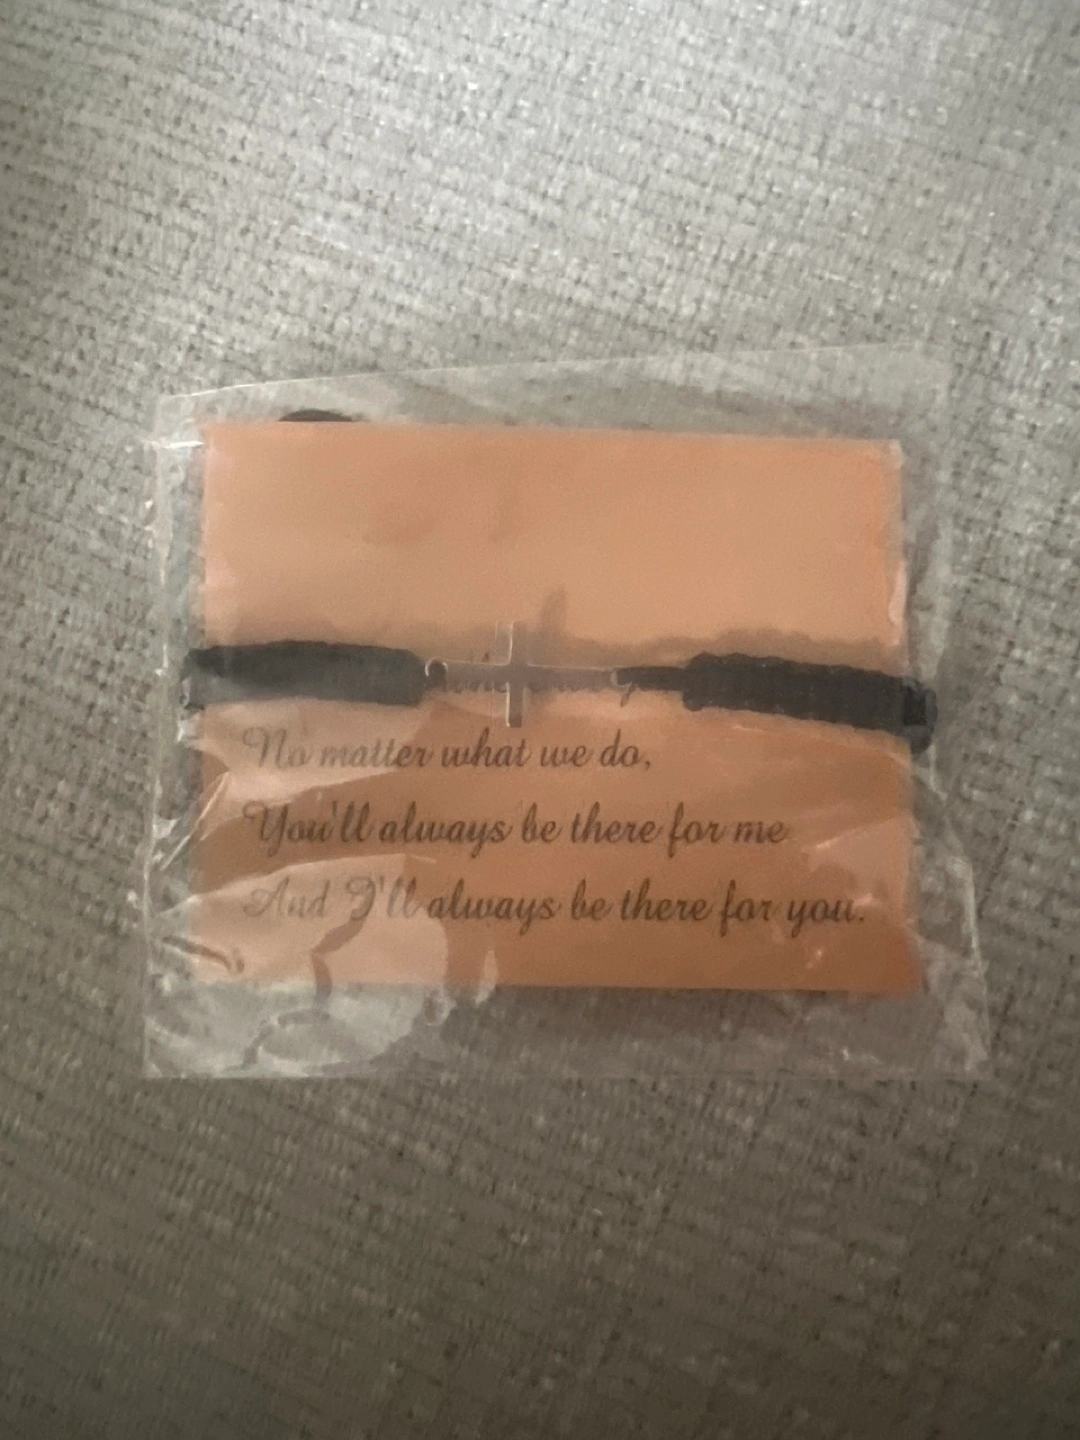 No matter what we do,
You'll always be there for me
And I'll always be there for you.